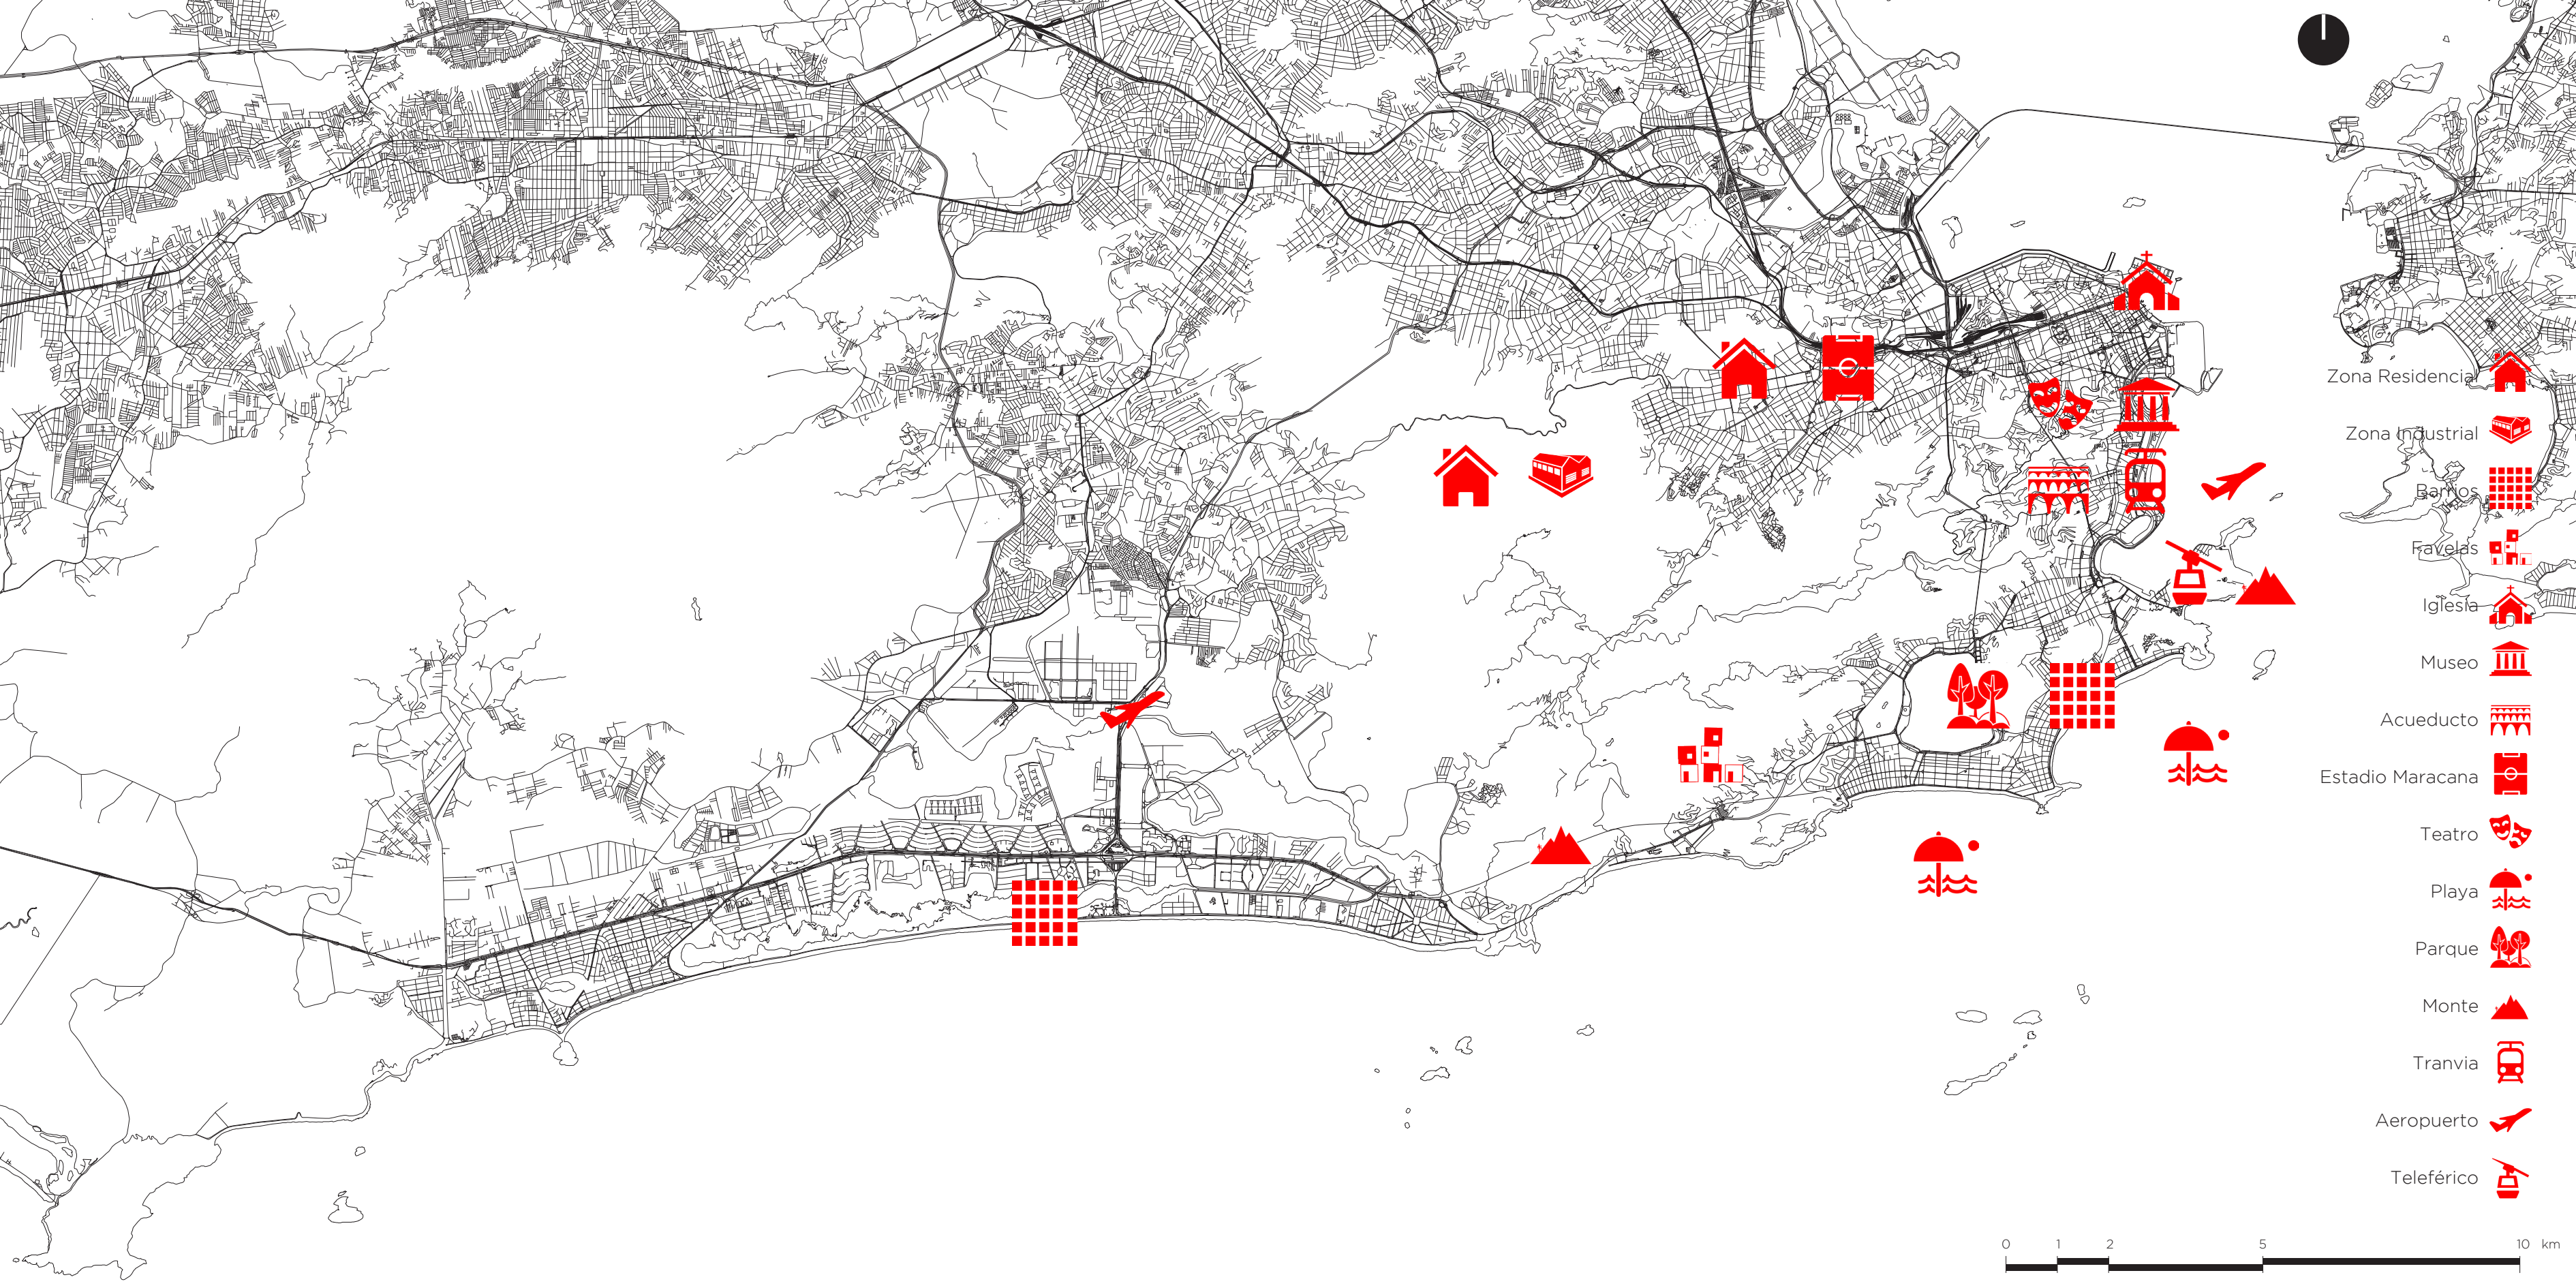 Zona Residencial
Zona Industrial
Barrios
Favelas
Iglesia
Museo
Acueducto
Estadio Maracana
Teatro
Playa
Parque
Monte
Tranvia
Aeropuerto
Teleférico
0 1 2 5 10 km